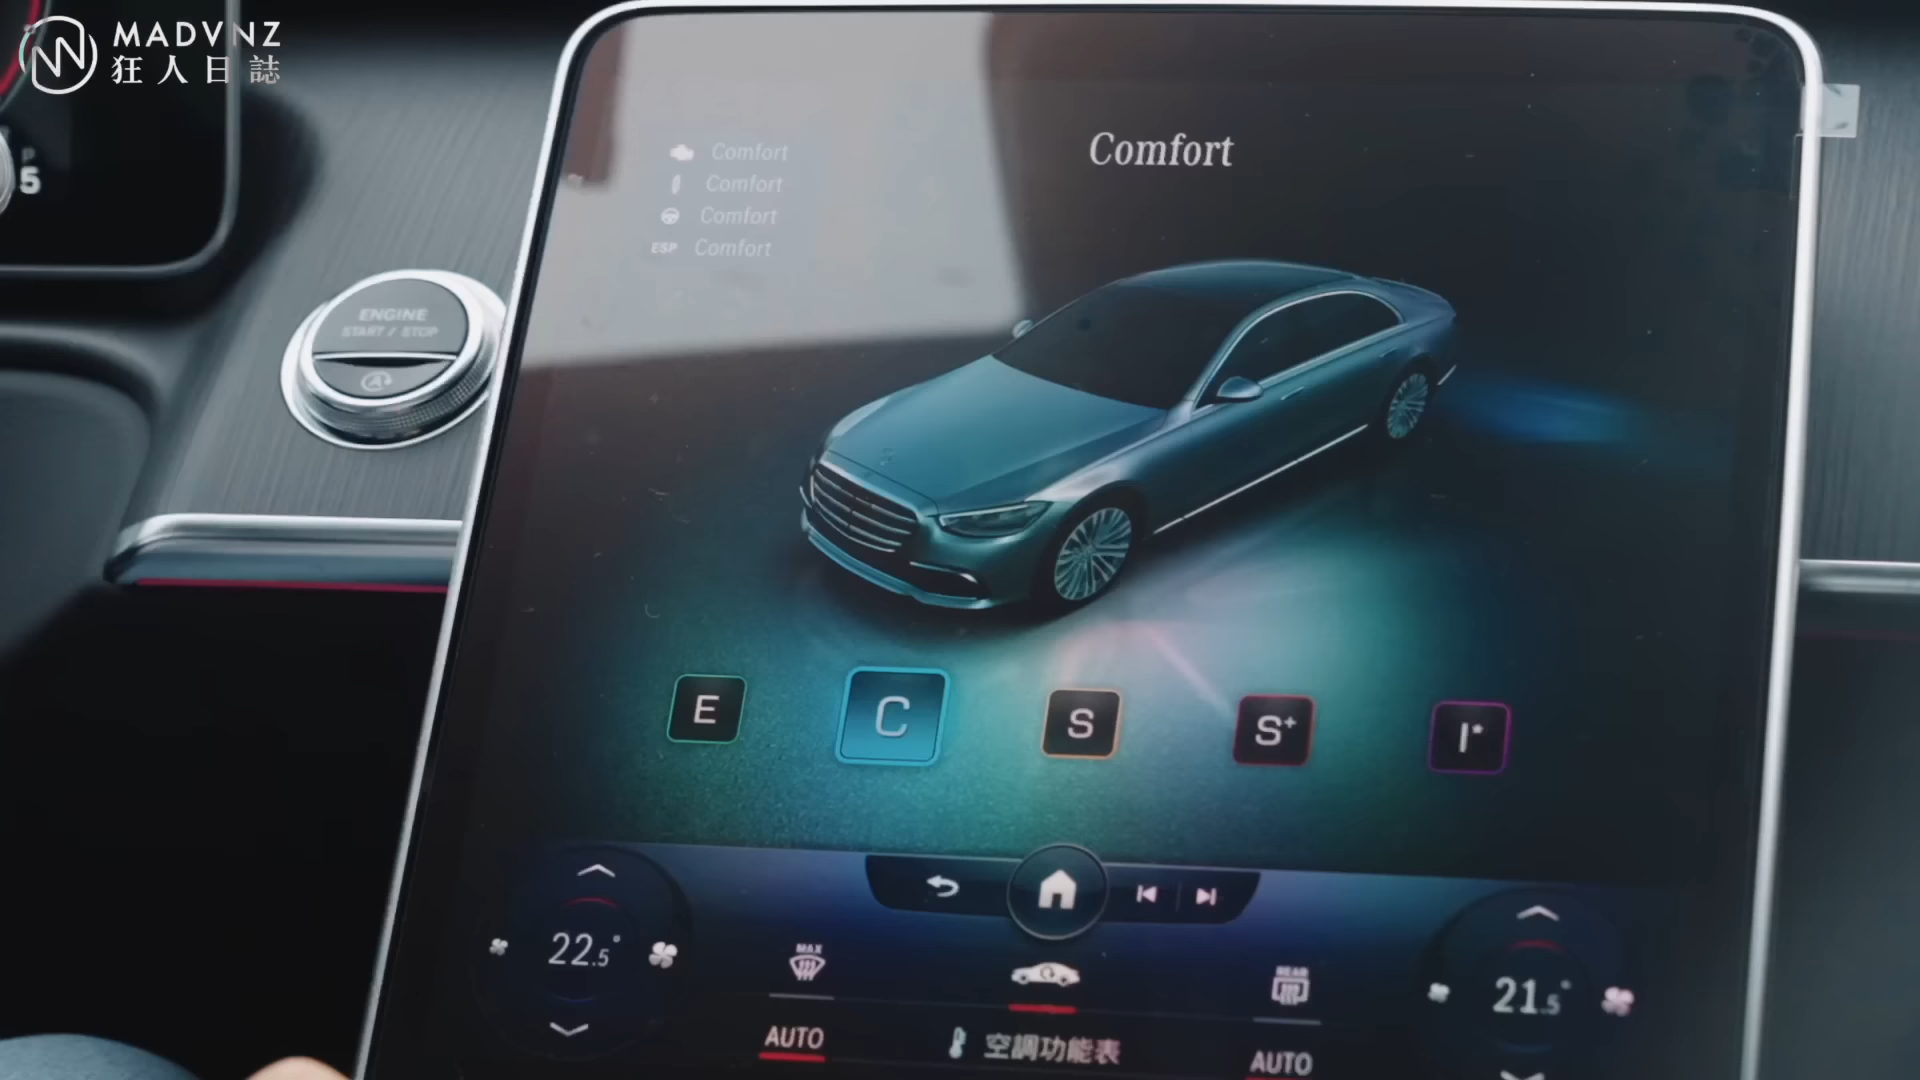 MADVNZ
狂人日誌
P
5
ENGINE
START / STOP
A
Comfort
Comfort
Comfort
Comfort
ESP Comfort
E
C
S
S+
I*
22.5°
MAX
REAR
21.5°
AUTO
空調功能表
AUTO